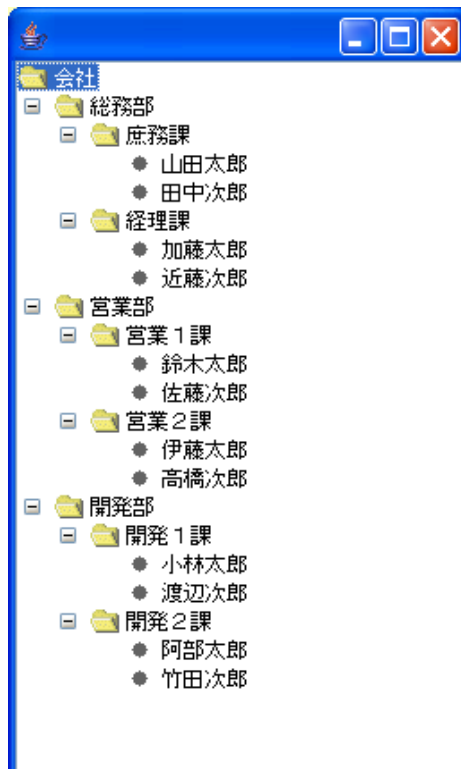 会社
総務部
庶務課
山田太郎
田中次郎
経理課
加藤太郎
近藤次郎
営業部
営業１課
鈴木太郎
佐藤次郎
営業２課
伊藤太郎
高橋次郎
開発部
開発１課
小林太郎
渡辺次郎
開発２課
阿部太郎
竹田次郎